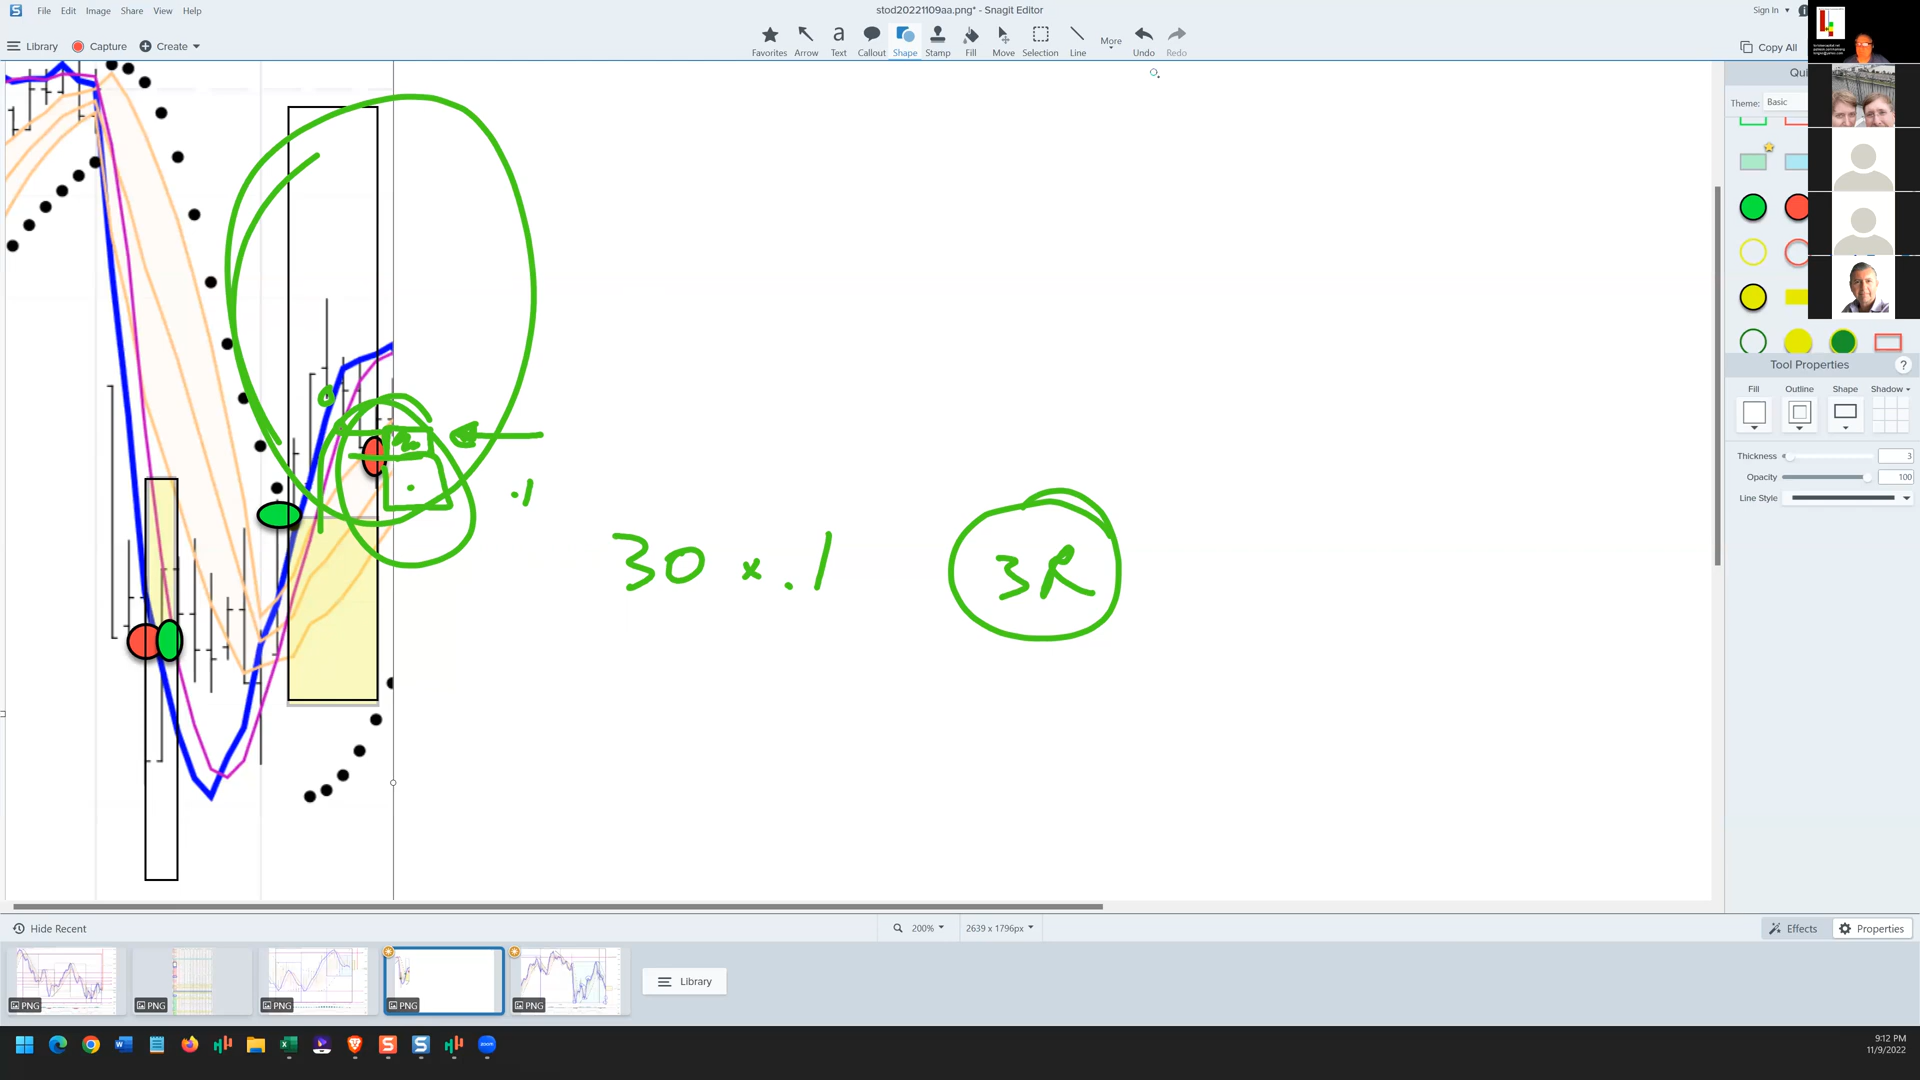 stod20221109aa.png* - Snagit Editor
File Edit Image Share View Help
Sign In
Library Capture Create
Favorites Arrow Text Callout Shape Stamp Fill Move Selection Line More Undo Redo
Copy All
Qui
Theme: Basic
Tool Properties ?
Fill Outline Shape Shadow
Thickness 3
Opacity 100
Line Style
.1
30 x .1
3R
Hide Recent
200%
2639 x 1796px
Effects Properties
PNG PNG PNG PNG PNG
Library
9:12 PM
11/9/2022